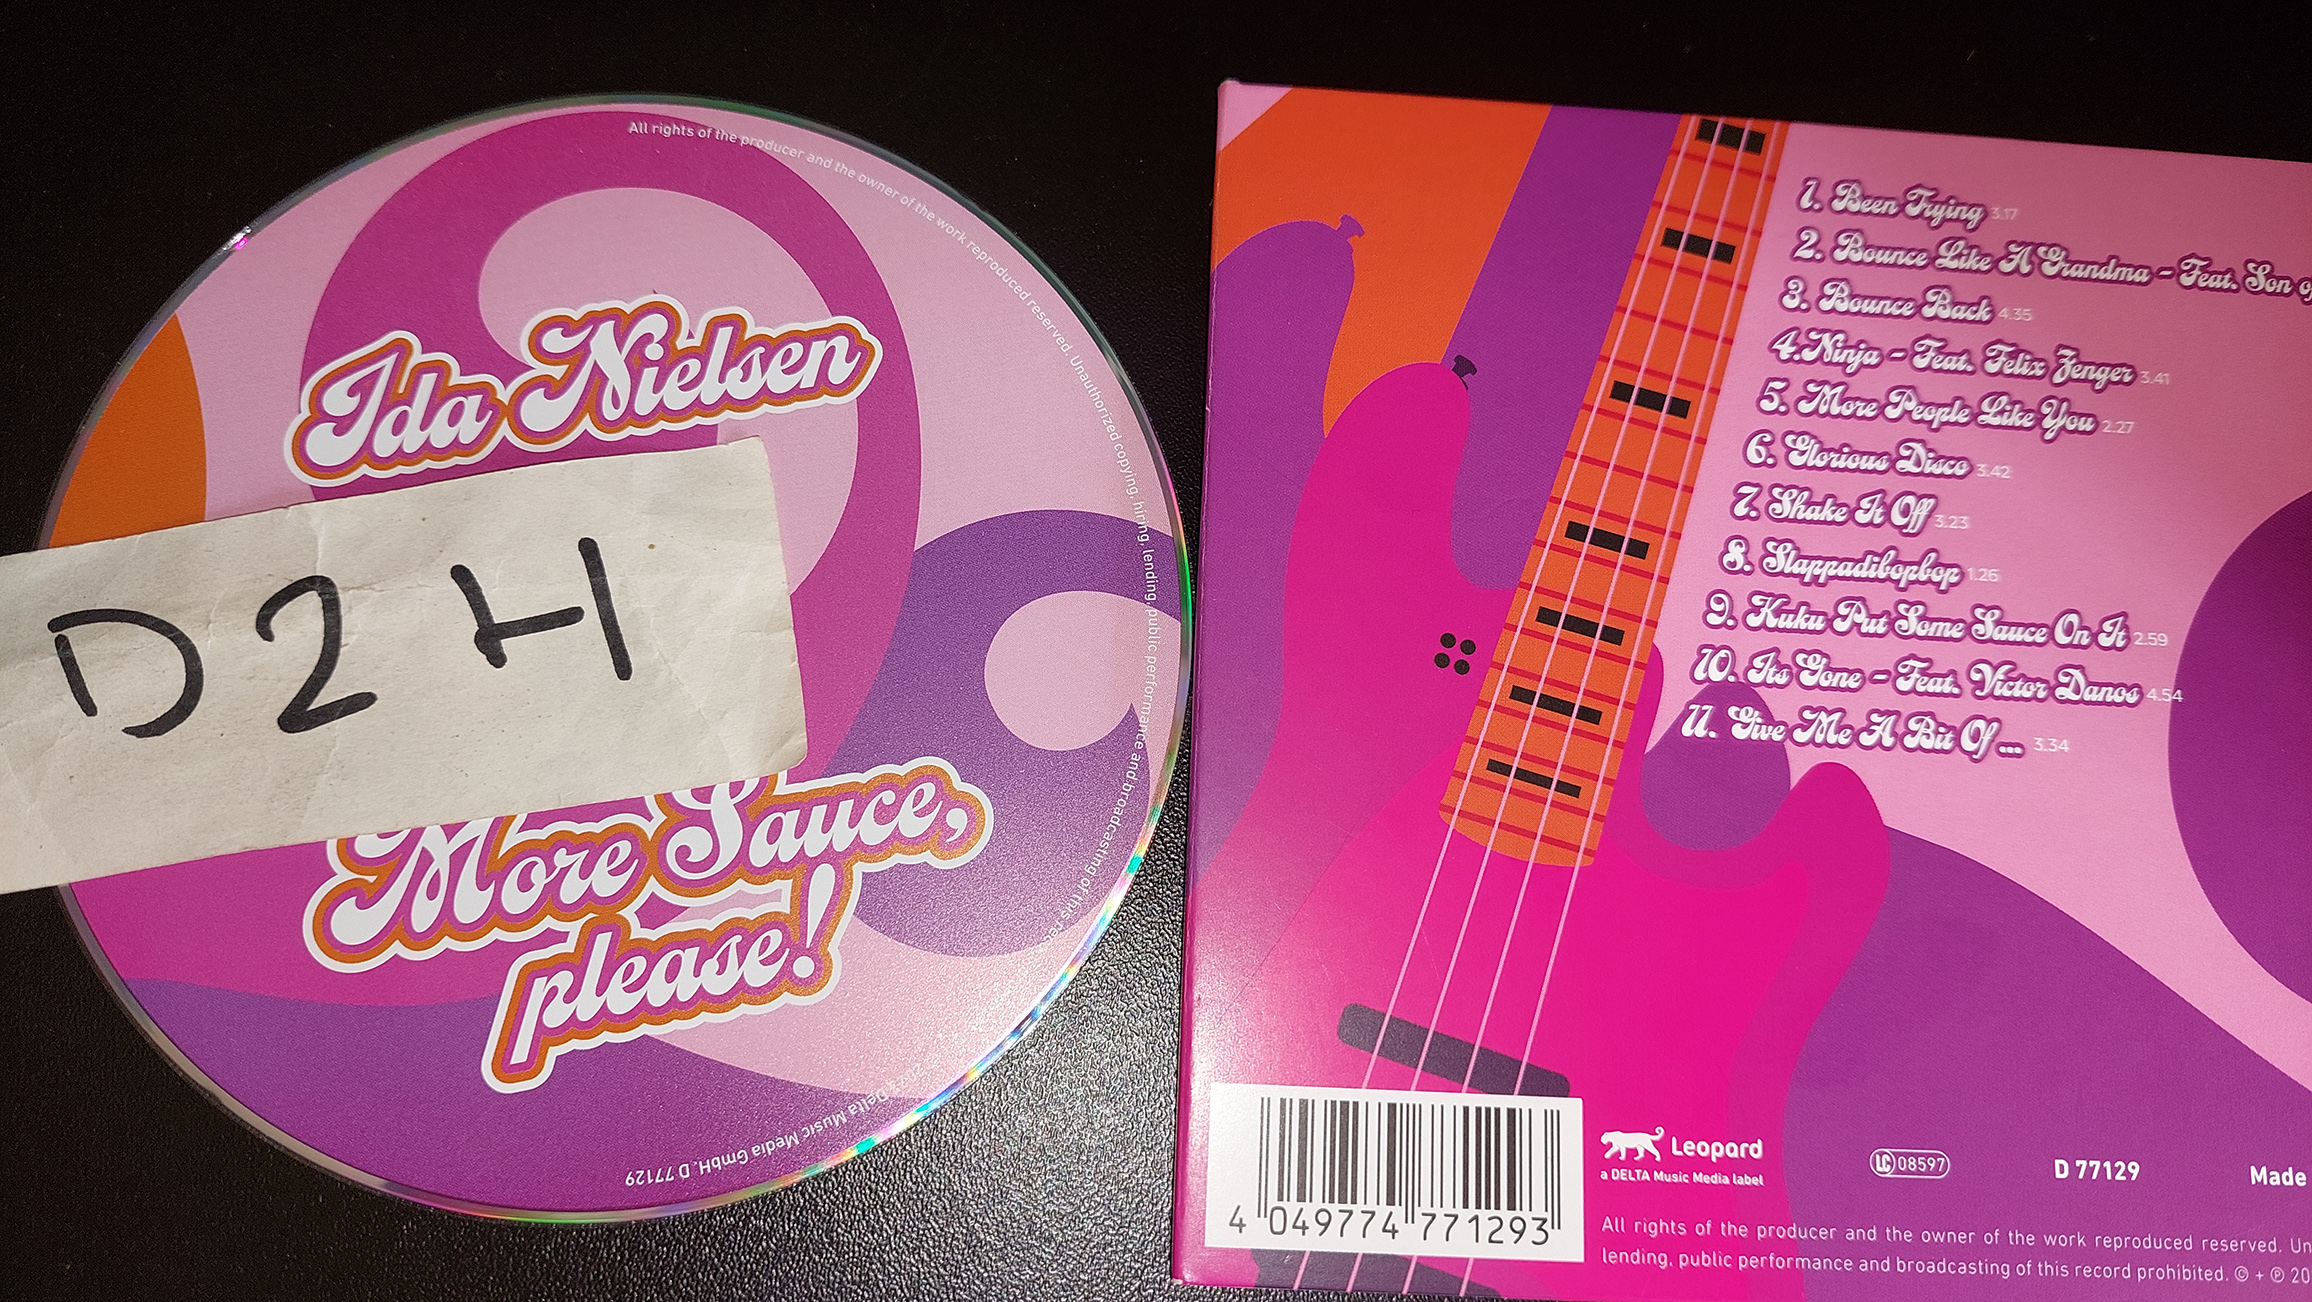 All rights of the producer and the owner of the work reproduced reserved. Unauthorized copying, hiring, lending, public performance and broadcasting of this
Ida Nielsen
D2H
More Sauce,
please!
Delta Music Media GmbH. D 77129
1. Been Trying 3.17
2. Bounce Like A Grandma - Feat. Son
3. Bounce Back 4.35
4. Ninja - Feat. Felix Zenger 3.41
5. More People Like You 2.27
6. Glorious Disco 3.42
7. Shake It Off 3.23
8. Slappadibopbop 1.26
9. Kuku Put Some Sauce On It 2.59
10. Its Gone - Feat. Victor Danos 4.54
11. Give Me A Bit Of... 3.34
4 049774 771293
Leopard
a DELTA Music Media label
LC 08597
D 77129
Made
All rights of the producer and the owner of the work reproduced reserved. Un
lending, public performance and broadcasting of this record prohibited. © + ℗ 20